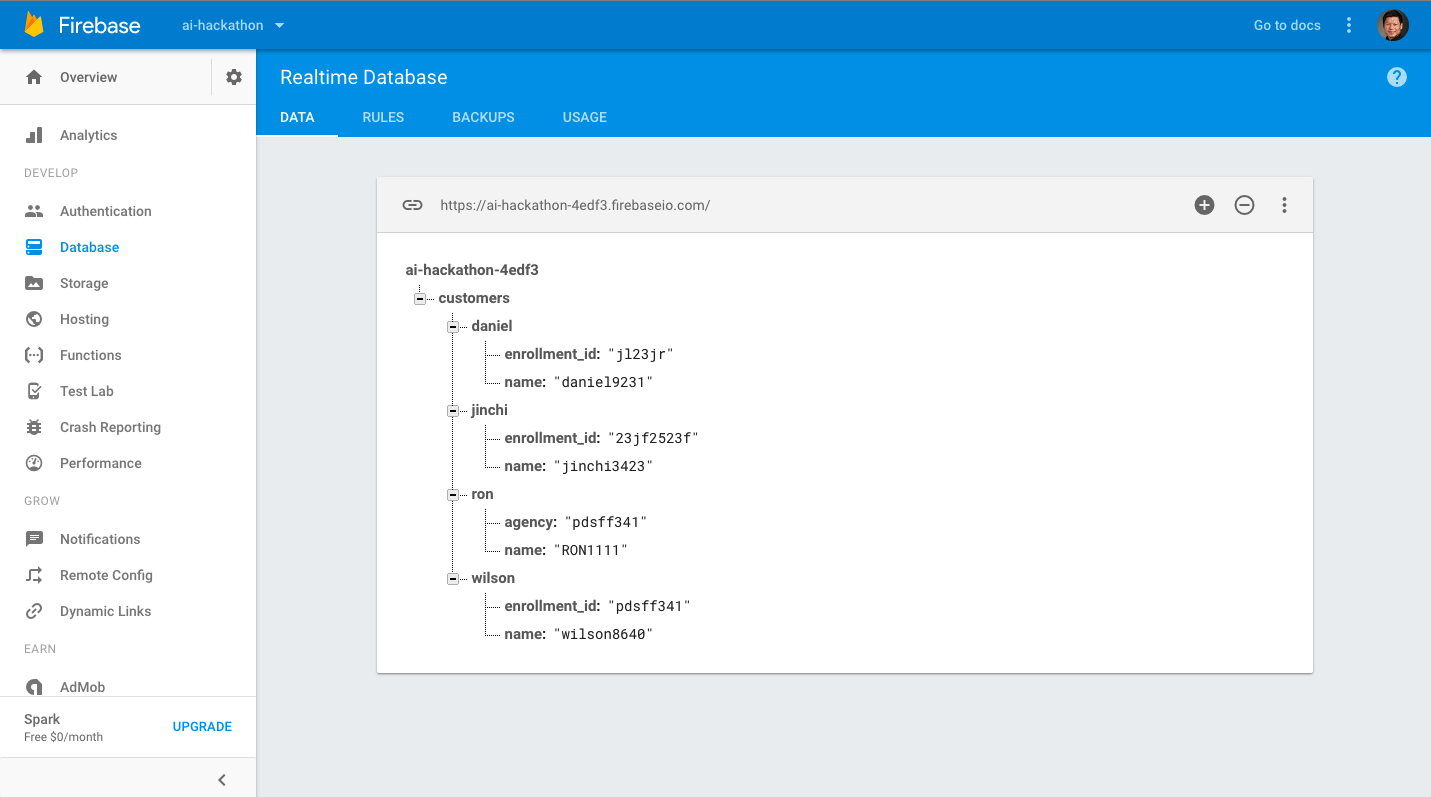 Firebase ai-hackathon Go to docs
Overview
Analytics
DEVELOP
Authentication
Database
Storage
Hosting
Functions
Test Lab
Crash Reporting
Performance
GROW
Notifications
Remote Config
Dynamic Links
EARN
AdMob
Spark
Free $0/month
UPGRADE
Realtime Database
DATA RULES BACKUPS USAGE
https://ai-hackathon-4edf3.firebaseio.com/
ai-hackathon-4edf3
customers
daniel
enrollment_id: "jl23jr"
name: "daniel9231"
jinchi
enrollment_id: "23jf2523f"
name: "jinchi3423"
ron
agency: "pdsff341"
name: "RON1111"
wilson
enrollment_id: "pdsff341"
name: "wilson8640"